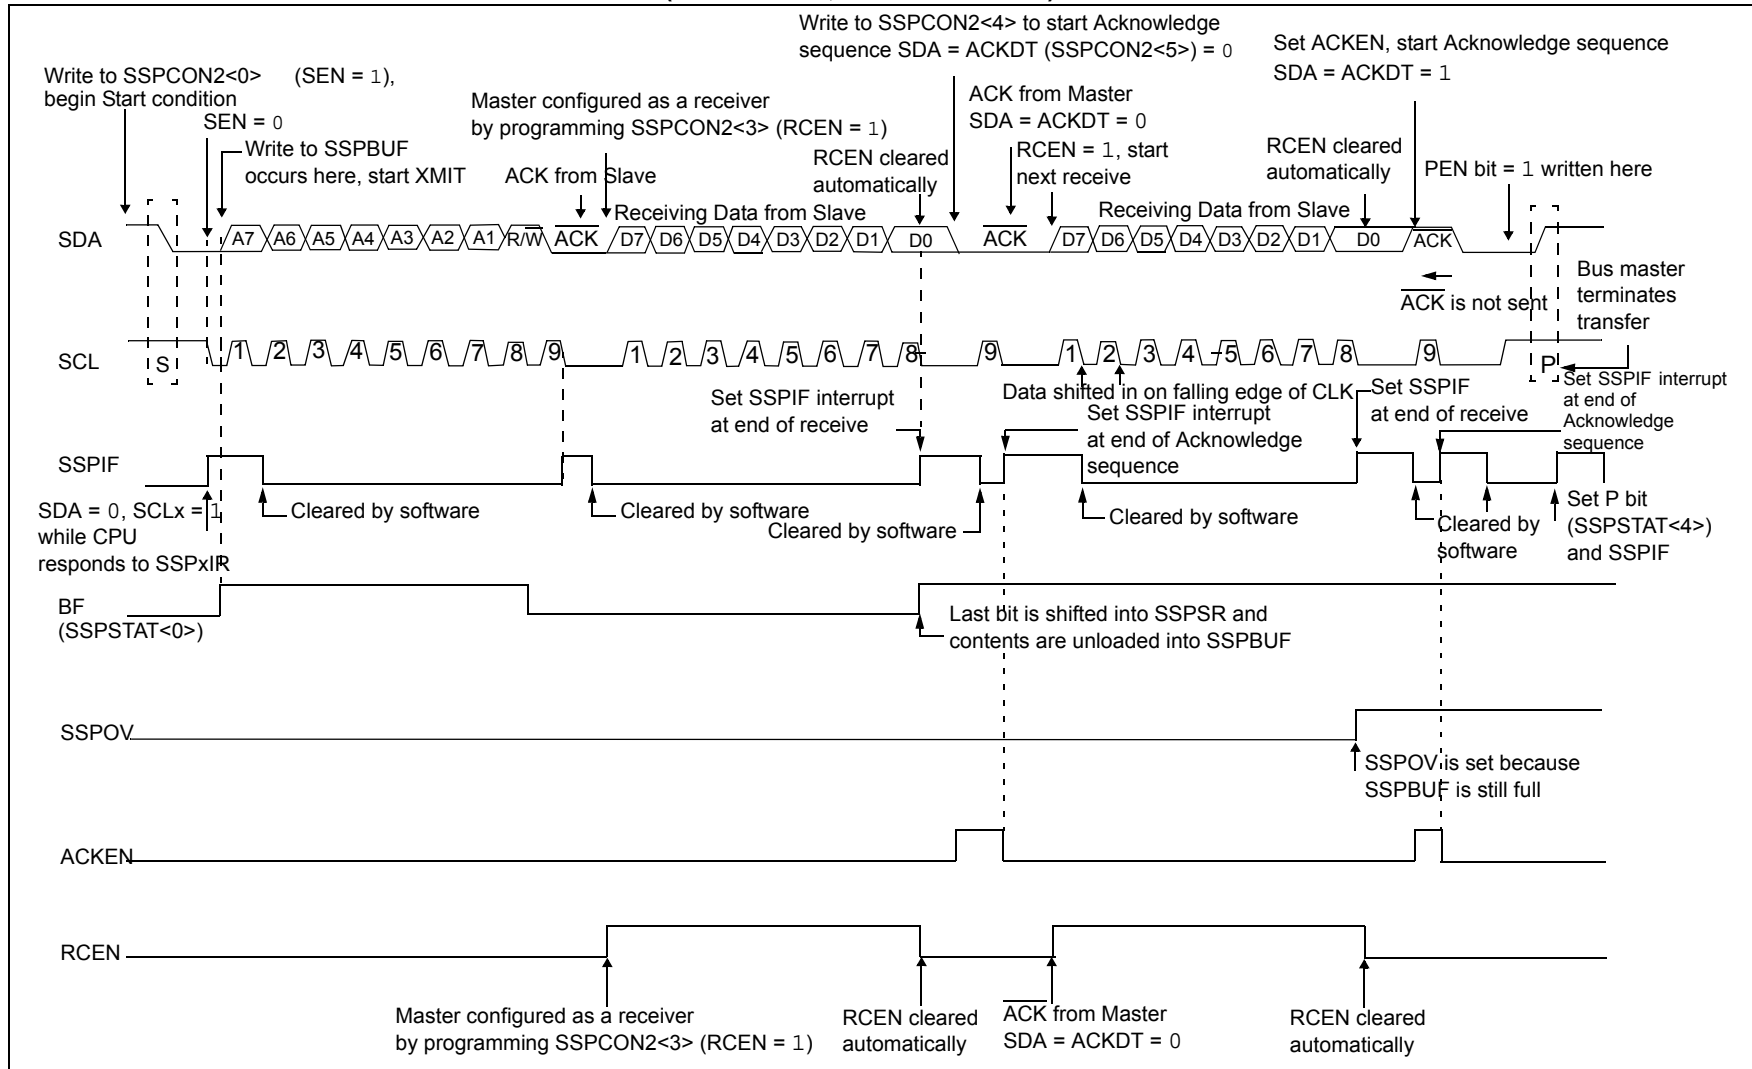 Write to SSPCON2<4> to start Acknowledge
sequence SDA = ACKDT (SSPCON2<5>) = 0
Set ACKEN, start Acknowledge sequence
SDA = ACKDT = 1
Write to SSPCON2<0> (SEN = 1),
begin Start condition
SEN = 0
Write to SSPBUF
occurs here, start XMIT
Master configured as a receiver
by programming SSPCON2<3> (RCEN = 1)
ACK from Slave
RCEN cleared
automatically
ACK from Master
SDA = ACKDT = 0
RCEN = 1, start
next receive
RCEN cleared
automatically
PEN bit = 1 written here
Receiving Data from Slave
Receiving Data from Slave
SDA A7 A6 A5 A4 A3 A2 A1 R/W ACK D7 D6 D5 D4 D3 D2 D1 D0 ACK D7 D6 D5 D4 D3 D2 D1 D0 ACK
ACK is not sent
Bus master
terminates
transfer
SCL S 1 2 3 4 5 6 7 8 9 1 2 3 4 5 6 7 8 9 1 2 3 4 5 6 7 8 9 P
Set SSPIF interrupt
at end of receive
Data shifted in on falling edge of CLK
Set SSPIF interrupt
at end of Acknowledge
sequence
Set SSPIF
at end of receive
Set SSPIF interrupt
at end of
Acknowledge
sequence
SSPIF
SDA = 0, SCLx = 1
while CPU
responds to SSPxIR
Cleared by software
Cleared by software
Cleared by software
Cleared by software
Cleared by
software
Set P bit
(SSPSTAT<4>)
and SSPIF
BF
(SSPSTAT<0>)
Last bit is shifted into SSPSR and
contents are unloaded into SSPBUF
SSPOV
SSPOV is set because
SSPBUF is still full
ACKEN
RCEN
Master configured as a receiver
by programming SSPCON2<3> (RCEN = 1)
RCEN cleared
automatically
ACK from Master
SDA = ACKDT = 0
RCEN cleared
automatically